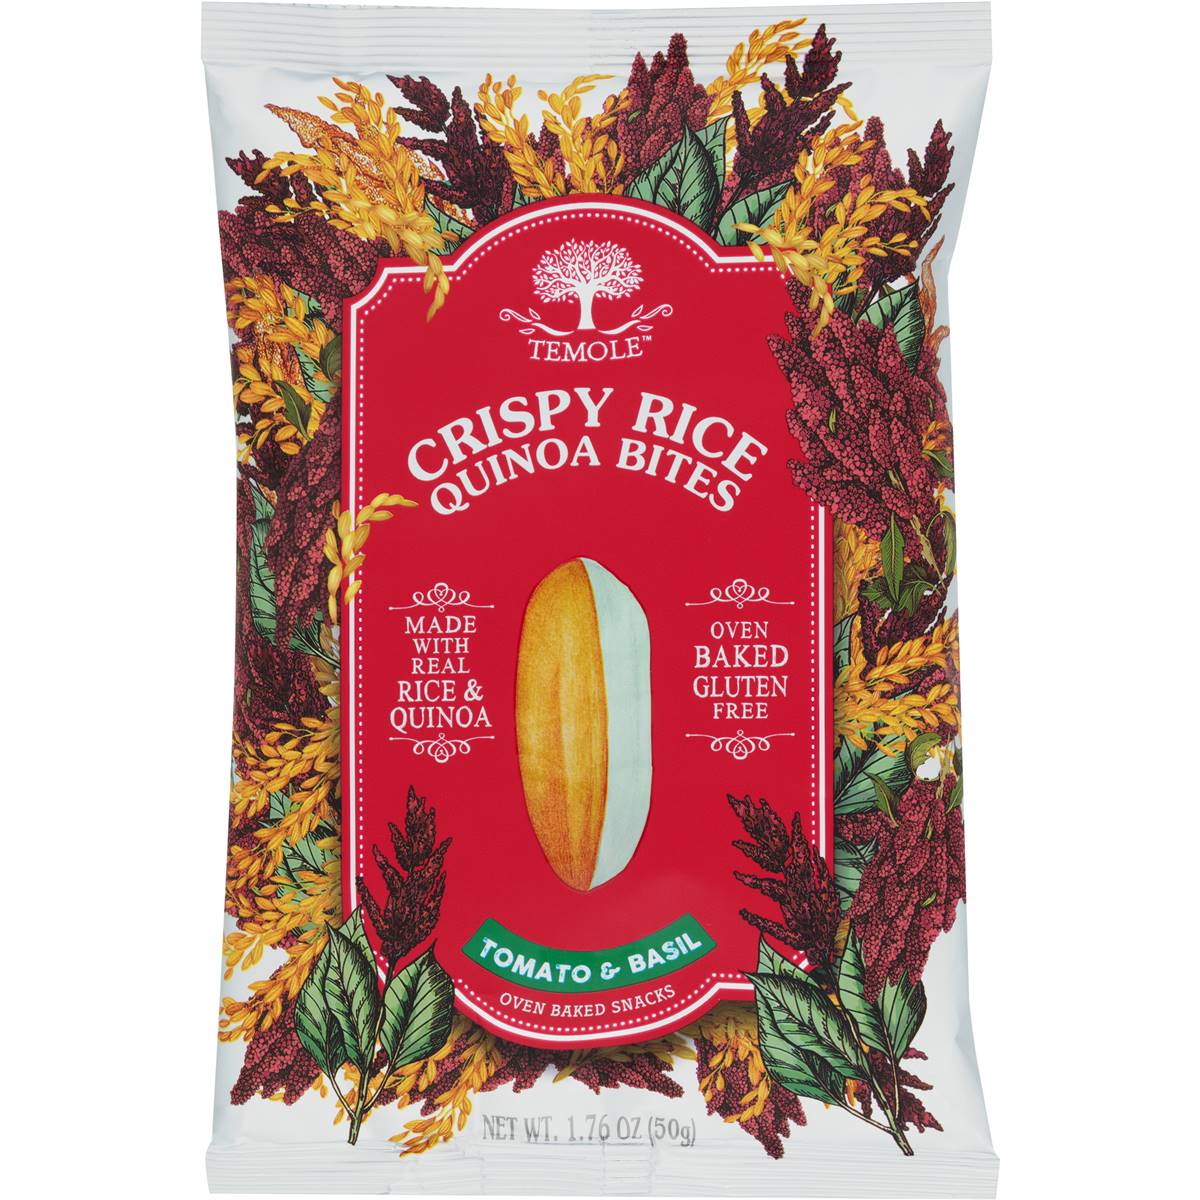 TEMOLE™
CRISPY RICE
QUINOA BITES
MADE
WITH
REAL
RICE &
QUINOA
OVEN
BAKED
GLUTEN
FREE
TOMATO & BASIL
OVEN BAKED SNACKS
NET WT. 1.76 OZ (50g)